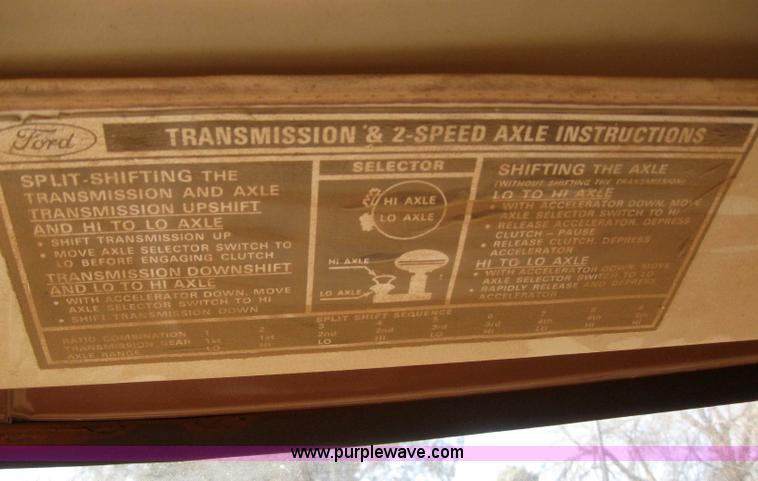 Ford
TRANSMISSION & 2-SPEED AXLE INSTRUCTIONS
SPLIT-SHIFTING THE
TRANSMISSION AND AXLE
TRANSMISSION UPSHIFT
AND HI TO LO AXLE
• SHIFT TRANSMISSION UP
• MOVE AXLE SELECTOR SWITCH TO
LO BEFORE ENGAGING CLUTCH
TRANSMISSION DOWNSHIFT
AND LO TO HI AXLE
• WITH ACCELERATOR DOWN, MOVE
AXLE SELECTOR SWITCH TO HI
• SHIFT TRANSMISSION DOWN
SELECTOR
HI AXLE
LO AXLE
HI AXLE
LO AXLE
SHIFTING THE AXLE
(WITHOUT SHIFTING THE TRANSMISSION)
LO TO HI AXLE
• WITH ACCELERATOR DOWN, MOVE
AXLE SELECTOR SWITCH TO HI
• RELEASE ACCELERATOR, DEPRESS
CLUTCH - PAUSE
• RELEASE CLUTCH, DEPRESS
ACCELERATOR
HI TO LO AXLE
• WITH ACCELERATOR DOWN, MOVE
AXLE SELECTOR SWITCH TO LO
• RAPIDLY RELEASE AND DEPRESS
ACCELERATOR
SPLIT SHIFT SEQUENCE
RATIO COMBINATION 1 2 3 4 5 6 7 8
TRANSMISSION GEAR 1st 1st 2nd 2nd 3rd 3rd 4th 4th 5th
AXLE RANGE LO HI LO HI LO HI LO HI HI
www.purplewave.com